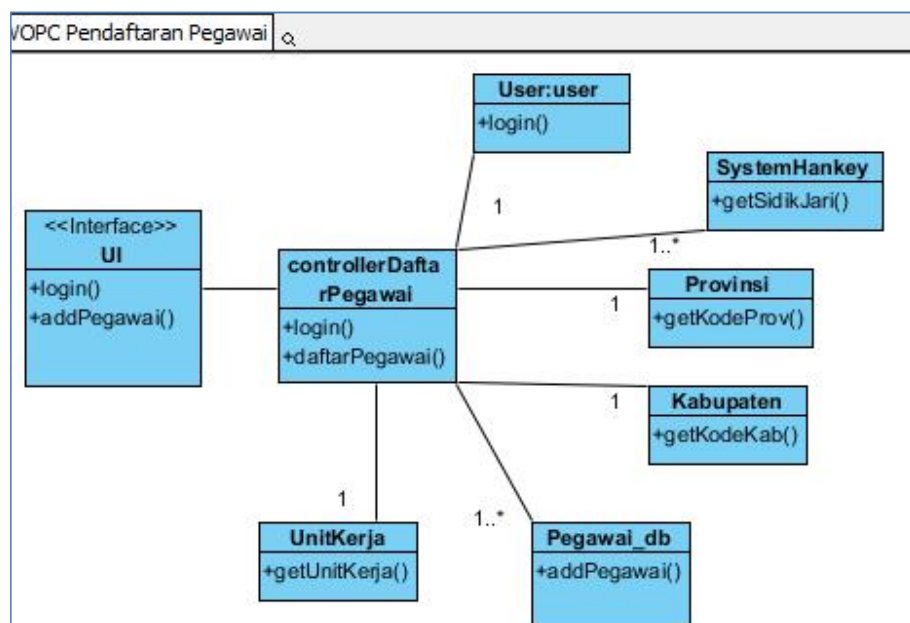 VOPC Pendaftaran Pegawai
User:user
+login()
SystemHankey
+getSidikJari()
1
1..*
<<Interface>>
UI
+login()
+addPegawai()
controllerDafta
rPegawai
+login()
+daftarPegawai()
Provinsi
+getKodeProv()
1
Kabupaten
+getKodeKab()
1
1
1..*
UnitKerja
+getUnitKerja()
Pegawai_db
+addPegawai()